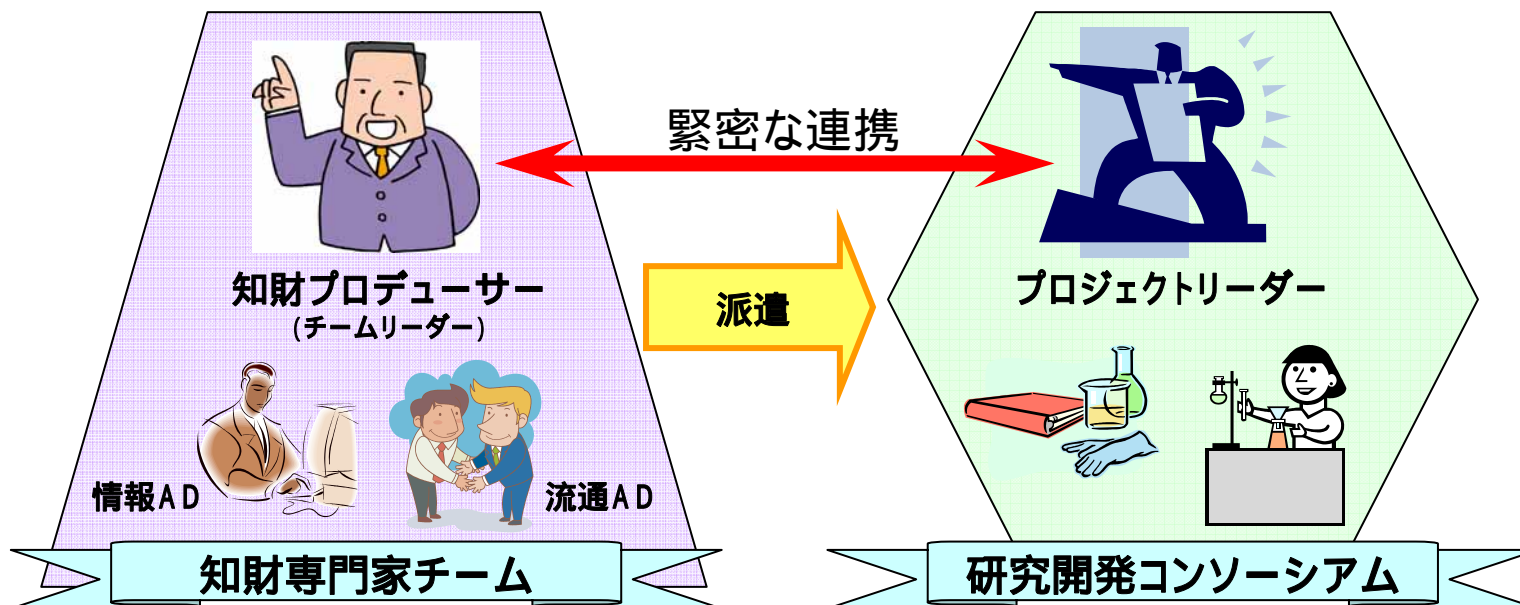 緊密な連携
知財プロデューサー
(チームリーダー)
派遣
プロジェクトリーダー
情報AD
流通AD
知財専門家チーム
研究開発コンソーシアム